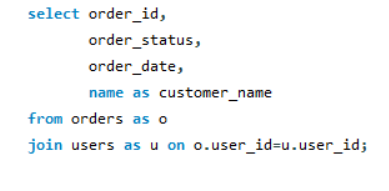 select order_id,
order_status,
order_date,
name as customer_name
from orders as o
join users as u on o.user_id=u.user_id;